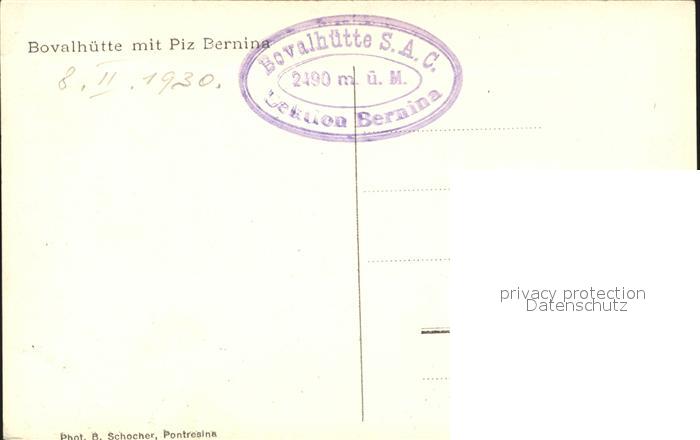 Bovalhütte mit Piz Bernina
8. II. 1930.
Bovalhütte S. A. C.
2490 m. ü. M.
Sektion Bernina
privacy protection
Datenschutz
Phot. B. Schocher, Pontresina